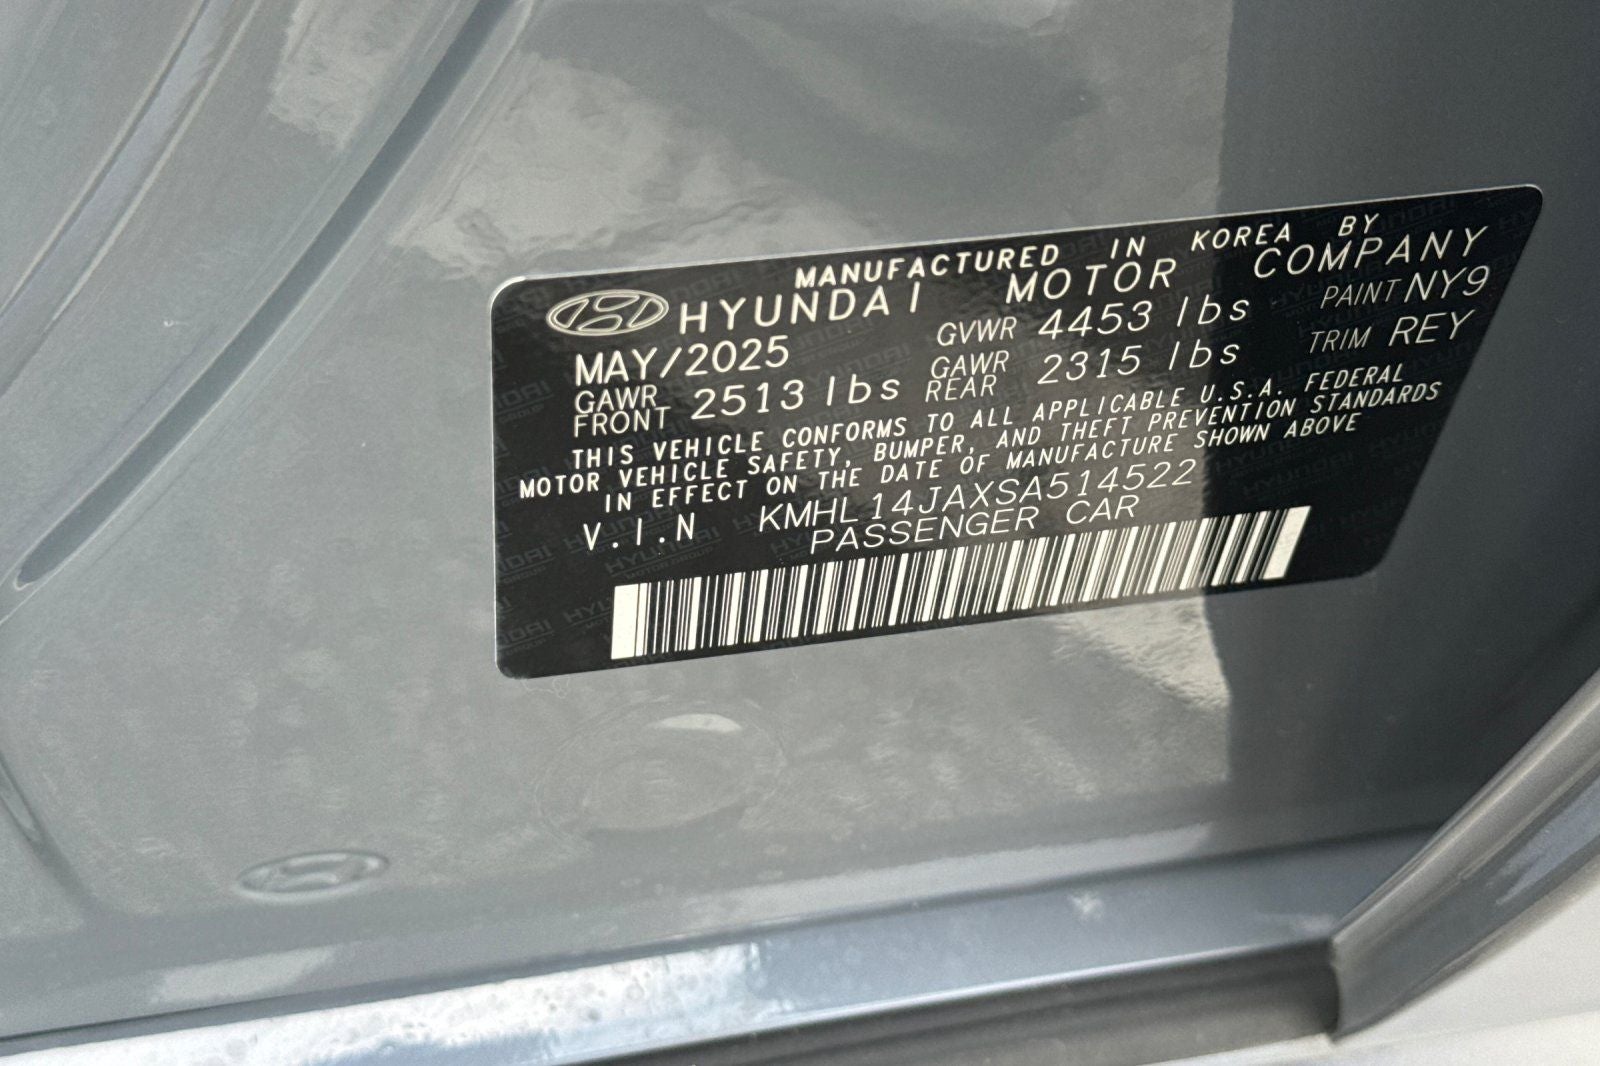 MANUFACTURED IN KOREA BY
HYUNDAI MOTOR COMPANY
MAY/2025 GVWR 4453 lbs PAINT NY9
GAWR FRONT 2513 lbs GAWR REAR 2315 lbs TRIM REY
THIS VEHICLE CONFORMS TO ALL APPLICABLE U.S.A. FEDERAL
MOTOR VEHICLE SAFETY, BUMPER, AND THEFT PREVENTION STANDARDS
IN EFFECT ON THE DATE OF MANUFACTURE SHOWN ABOVE
V.I.N KMHL14JAXSA514522
PASSENGER CAR